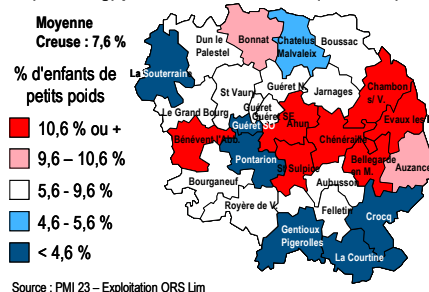 Moyenne
Creuse : 7,6 %
% d'enfants de
petits poids
10,6 % ou +
9,6 – 10,6 %
5,6 - 9,6 %
4,6 - 5,6 %
< 4,6 %
Dun le
Palestel
Bonnat
Chatelus
Malvaleix
Boussac
La Souterraine
St Vaury
Guéret N.
Jarnages
Chambon
s/ V.
Le Grand Bourg
Guéret
Guéret SO
Guéret SE
Ahun
Evaux les
Bénévent l'Abb.
Chénérailles
Pontarion
St Sulpice
Bellegarde
en M.
Auzance
Bourganeuf
Aubusson
Royère de V.
Felletin
Crocq
Gentioux
Pigerolles
La Courtine
Source : PMI 23 – Exploitation ORS Lim